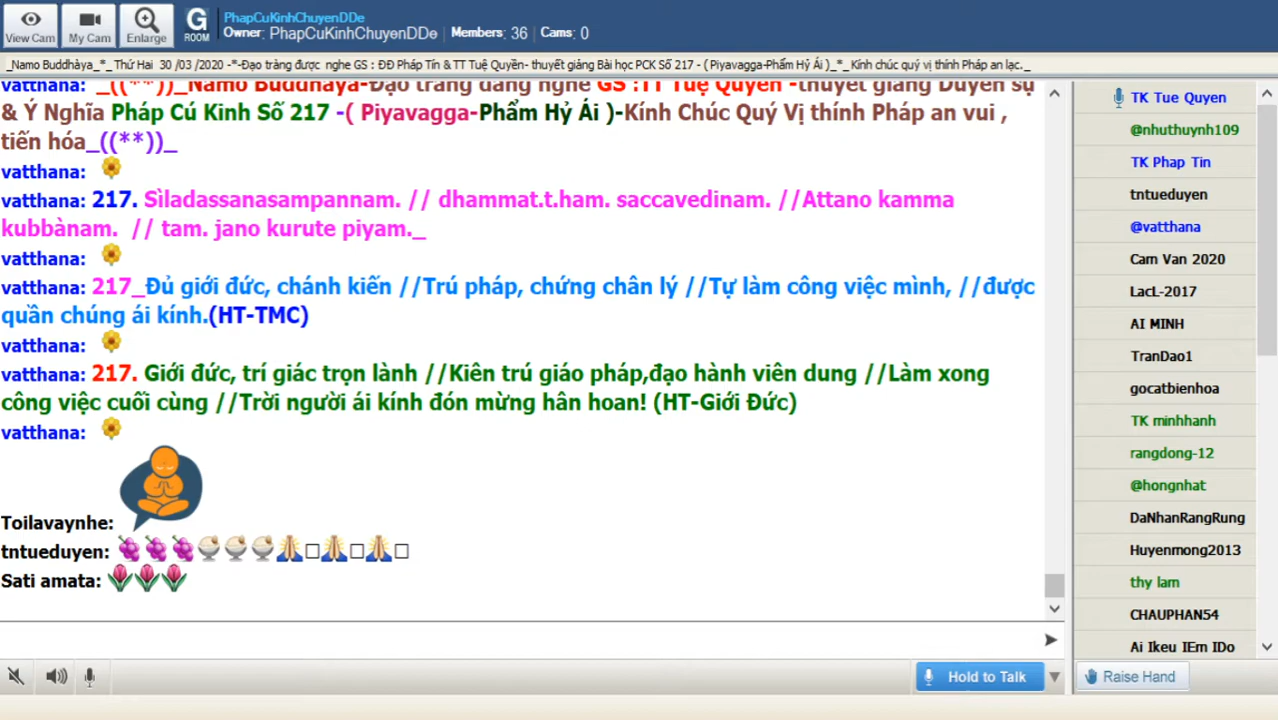 View Cam
My Cam
Enlarge
G
ROOM
PhapCuKinhChuyenDDe
Owner: PhapCuKinhChuyenDDe Members: 36 Cams: 0
_Namo Buddhàya_*_ Thứ Hai 30 /03 /2020 -*-Đạo tràng được nghe GS : ĐĐ Pháp Tín & TT Tuệ Quyền- thuyết giảng Bài học PCK Số 217 - ( Piyavagga-Phẩm Hỷ Ái )_*_ Kính chúc quý vị thính Pháp an lạc._
vatthana: _((**))_Namo Buddhàya-Đạo tràng đang nghe GS :TT Tuệ Quyền -thuyết giảng Duyên sự
& Ý Nghĩa Pháp Cú Kinh Số 217 -( Piyavagga-Phẩm Hỷ Ái )-Kính Chúc Quý Vị thính Pháp an vui ,
tiến hóa_((**))_
vatthana:
vatthana: 217. Sìladassanasampannam. // dhammat.t.ham. saccavedinam. //Attano kamma
kubbànam. // tam. jano kurute piyam._
vatthana:
vatthana: 217_Đủ giới đức, chánh kiến //Trú pháp, chứng chân lý //Tự làm công việc mình, //được
quần chúng ái kính.(HT-TMC)
vatthana:
vatthana: 217. Giới đức, trí giác trọn lành //Kiên trú giáo pháp,đạo hành viên dung //Làm xong
công việc cuối cùng //Trời người ái kính đón mừng hân hoan! (HT-Giới Đức)
vatthana:
Toilavaynhe:
tntueduyen:
Sati amata:
TK Tue Quyen
@nhuthuynh109
TK Phap Tin
tntueduyen
@vatthana
Cam Van 2020
LacL-2017
AI MINH
TranDao1
gocatbienhoa
TK minhhanh
rangdong-12
@hongnhat
DaNhanRangRung
Huyenmong2013
thy lam
CHAUPHAN54
Ai Ikeu IEm IDo
Hold to Talk
Raise Hand